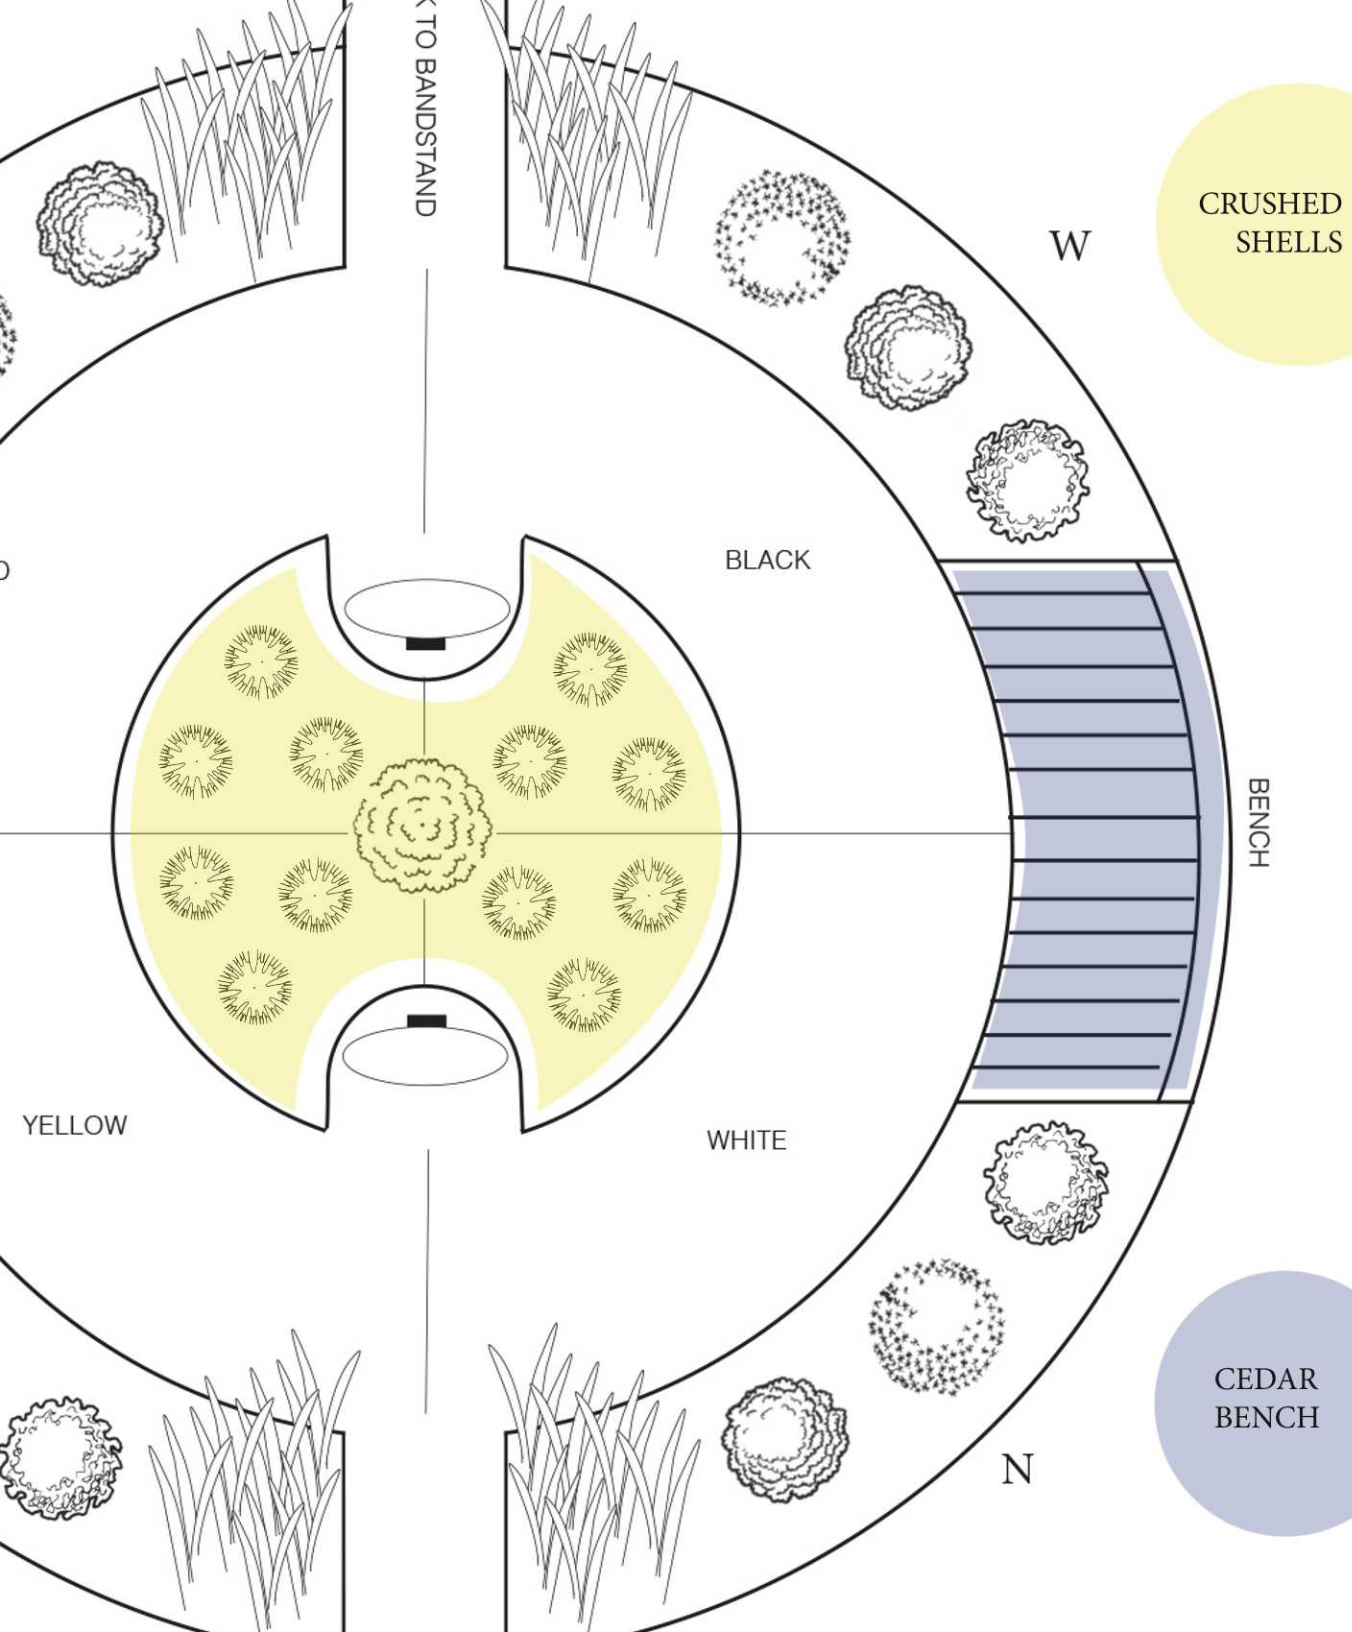 TO BANDSTAND
CRUSHED
SHELLS
W
BLACK
BENCH
YELLOW
WHITE
CEDAR
BENCH
N